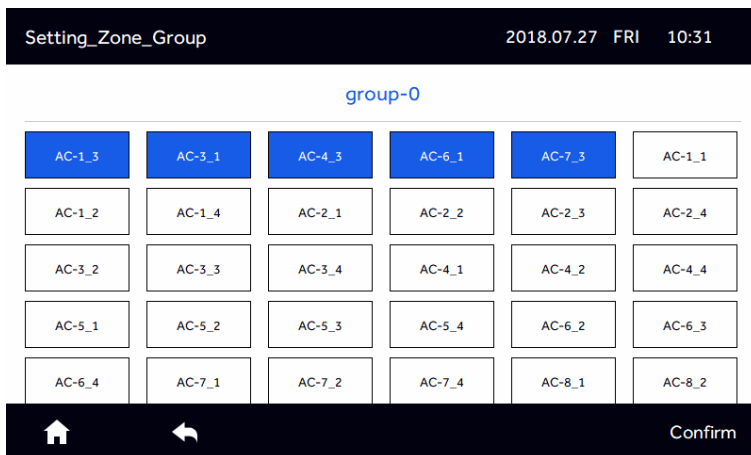 Setting_Zone_Group 2018.07.27 FRI 10:31
group-0
AC-1_3 AC-3_1 AC-4_3 AC-6_1 AC-7_3 AC-1_1
AC-1_2 AC-1_4 AC-2_1 AC-2_2 AC-2_3 AC-2_4
AC-3_2 AC-3_3 AC-3_4 AC-4_1 AC-4_2 AC-4_4
AC-5_1 AC-5_2 AC-5_3 AC-5_4 AC-6_2 AC-6_3
AC-6_4 AC-7_1 AC-7_2 AC-7_4 AC-8_1 AC-8_2
Confirm